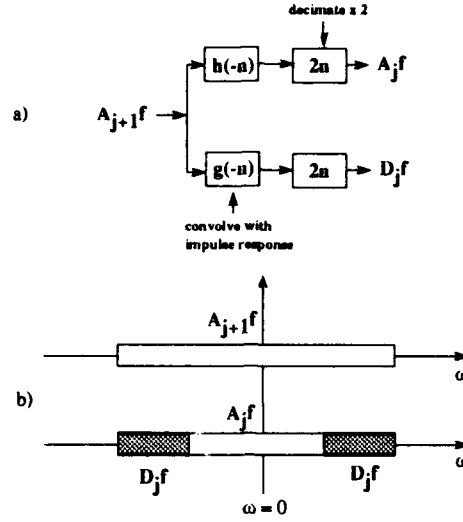 decimate x 2
a)
h(-n)
2n
A_j f
A_{j+1} f
g(-n)
2n
D_j f
convolve with
impulse response
A_{j+1} f
ω
b)
A_j f
ω
D_j f
D_j f
ω = 0